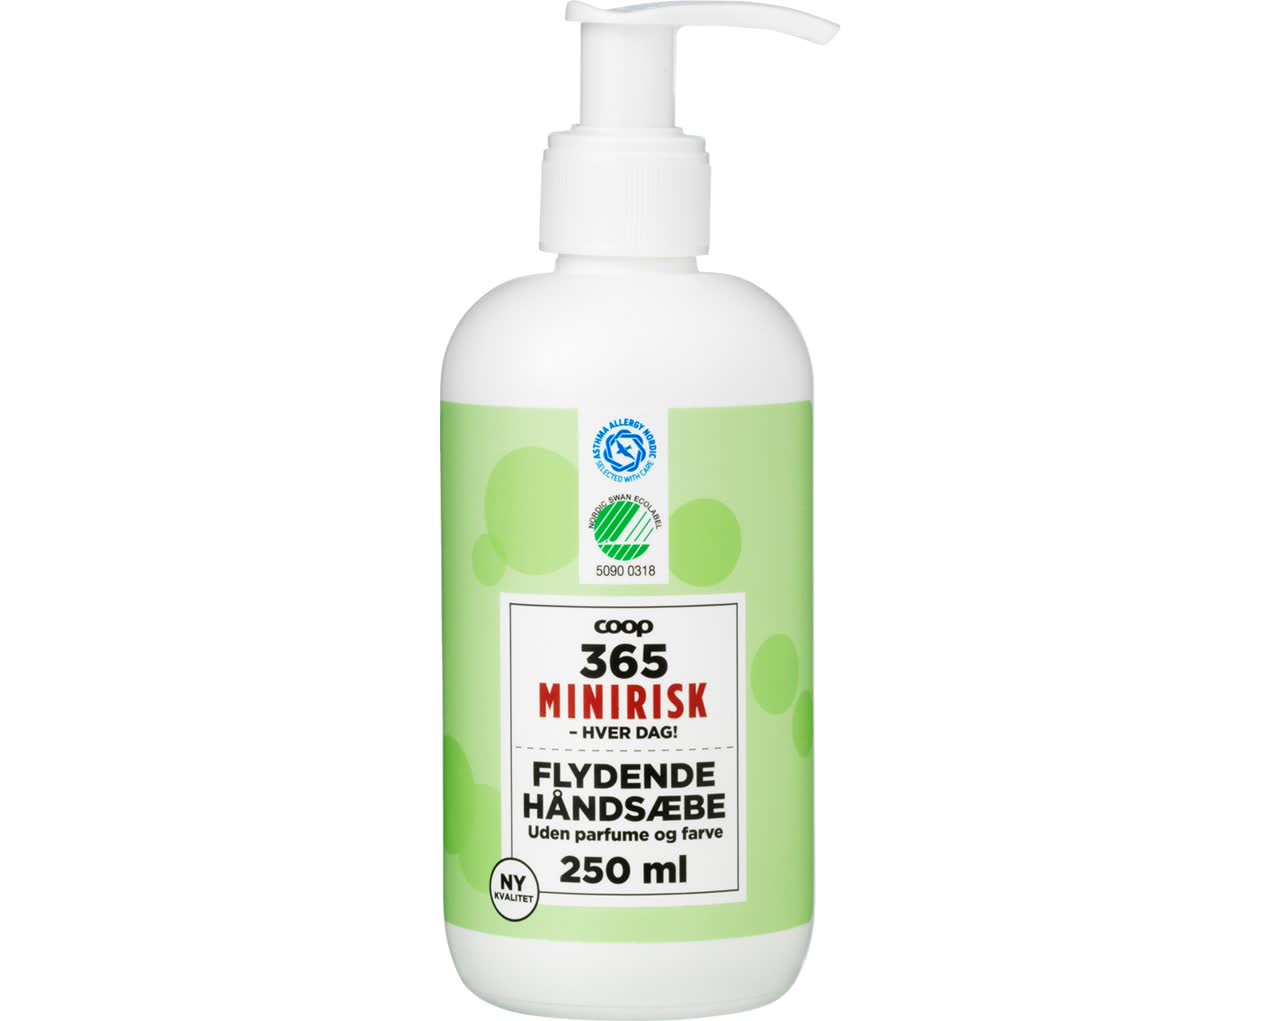 ASTHMA ALLERGY NORDIC
SELECTED WITH CARE
NORDIC SWAN ECOLABEL
5090 0318
coop
365
MINIRISK
– HVER DAG!
FLYDENDE
HÅNDSÆBE
Uden parfume og farve
250 ml
NY
KVALITET